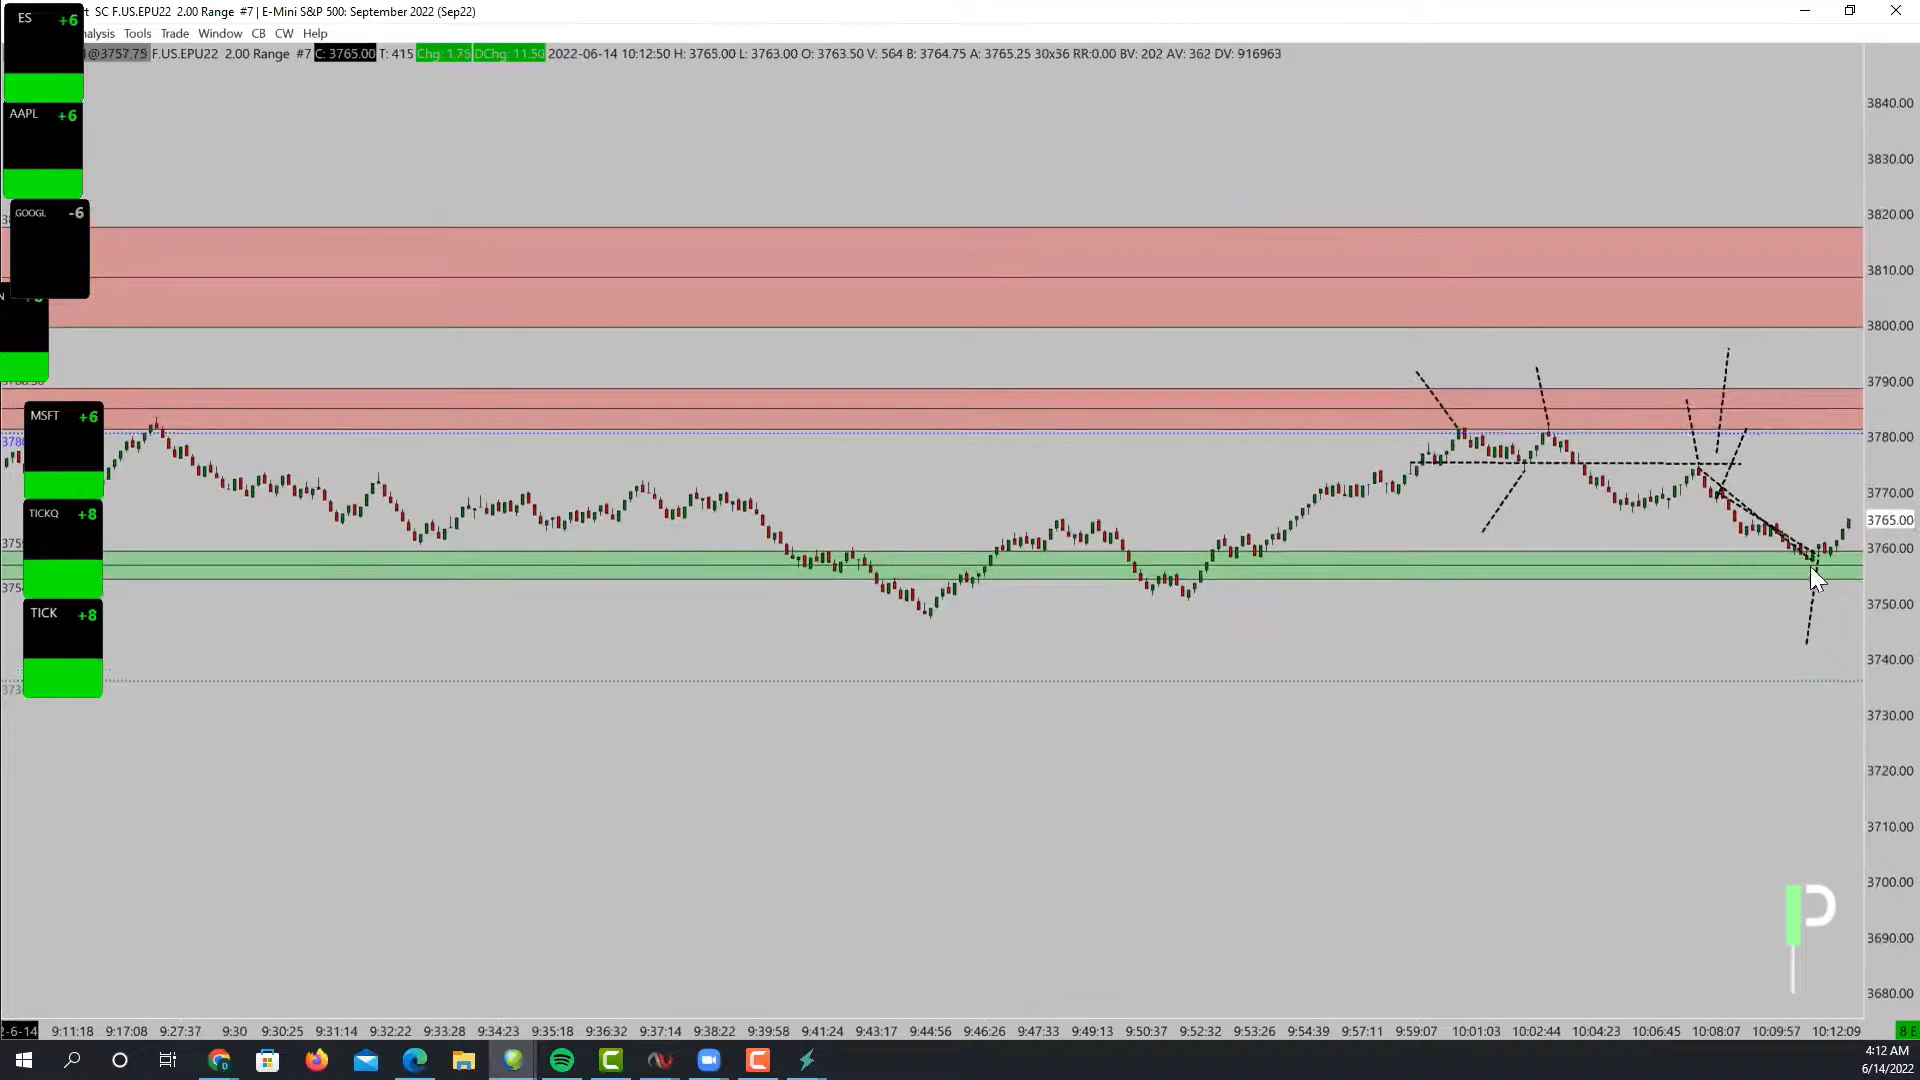 SC F.US.EPU22 2.00 Range #7 | E-Mini S&P 500: September 2022 (Sep22)
Tools Trade Window CB CW Help
@3757.75 F.US.EPU22 2.00 Range #7 C: 3765.00 T: 415 Chg: 1.75 DChg: 11.50 2022-06-14 10:12:50 H: 3765.00 L: 3763.00 O: 3763.50 V: 564 B: 3764.75 A: 3765.25 30x36 RR:0.00 BV: 202 AV: 362 DV: 916963
ES +6
AAPL +6
GOOGL -6
MSFT +6
TICKQ +8
TICK +8
3840.00
3830.00
3820.00
3810.00
3800.00
3790.00
3780.00
3770.00
3765.00
3760.00
3750.00
3740.00
3730.00
3720.00
3710.00
3700.00
3690.00
3680.00
9:11:18 9:17:08 9:27:37 9:30 9:30:25 9:31:14 9:32:22 9:33:28 9:34:23 9:35:18 9:36:32 9:37:14 9:38:22 9:39:58 9:41:24 9:43:17 9:44:56 9:46:26 9:47:33 9:49:13 9:50:37 9:52:32 9:53:26 9:54:39 9:57:11 9:59:07 10:01:03 10:02:44 10:04:23 10:06:45 10:08:07 10:09:57 10:12:09
4:12 AM
6/14/2022